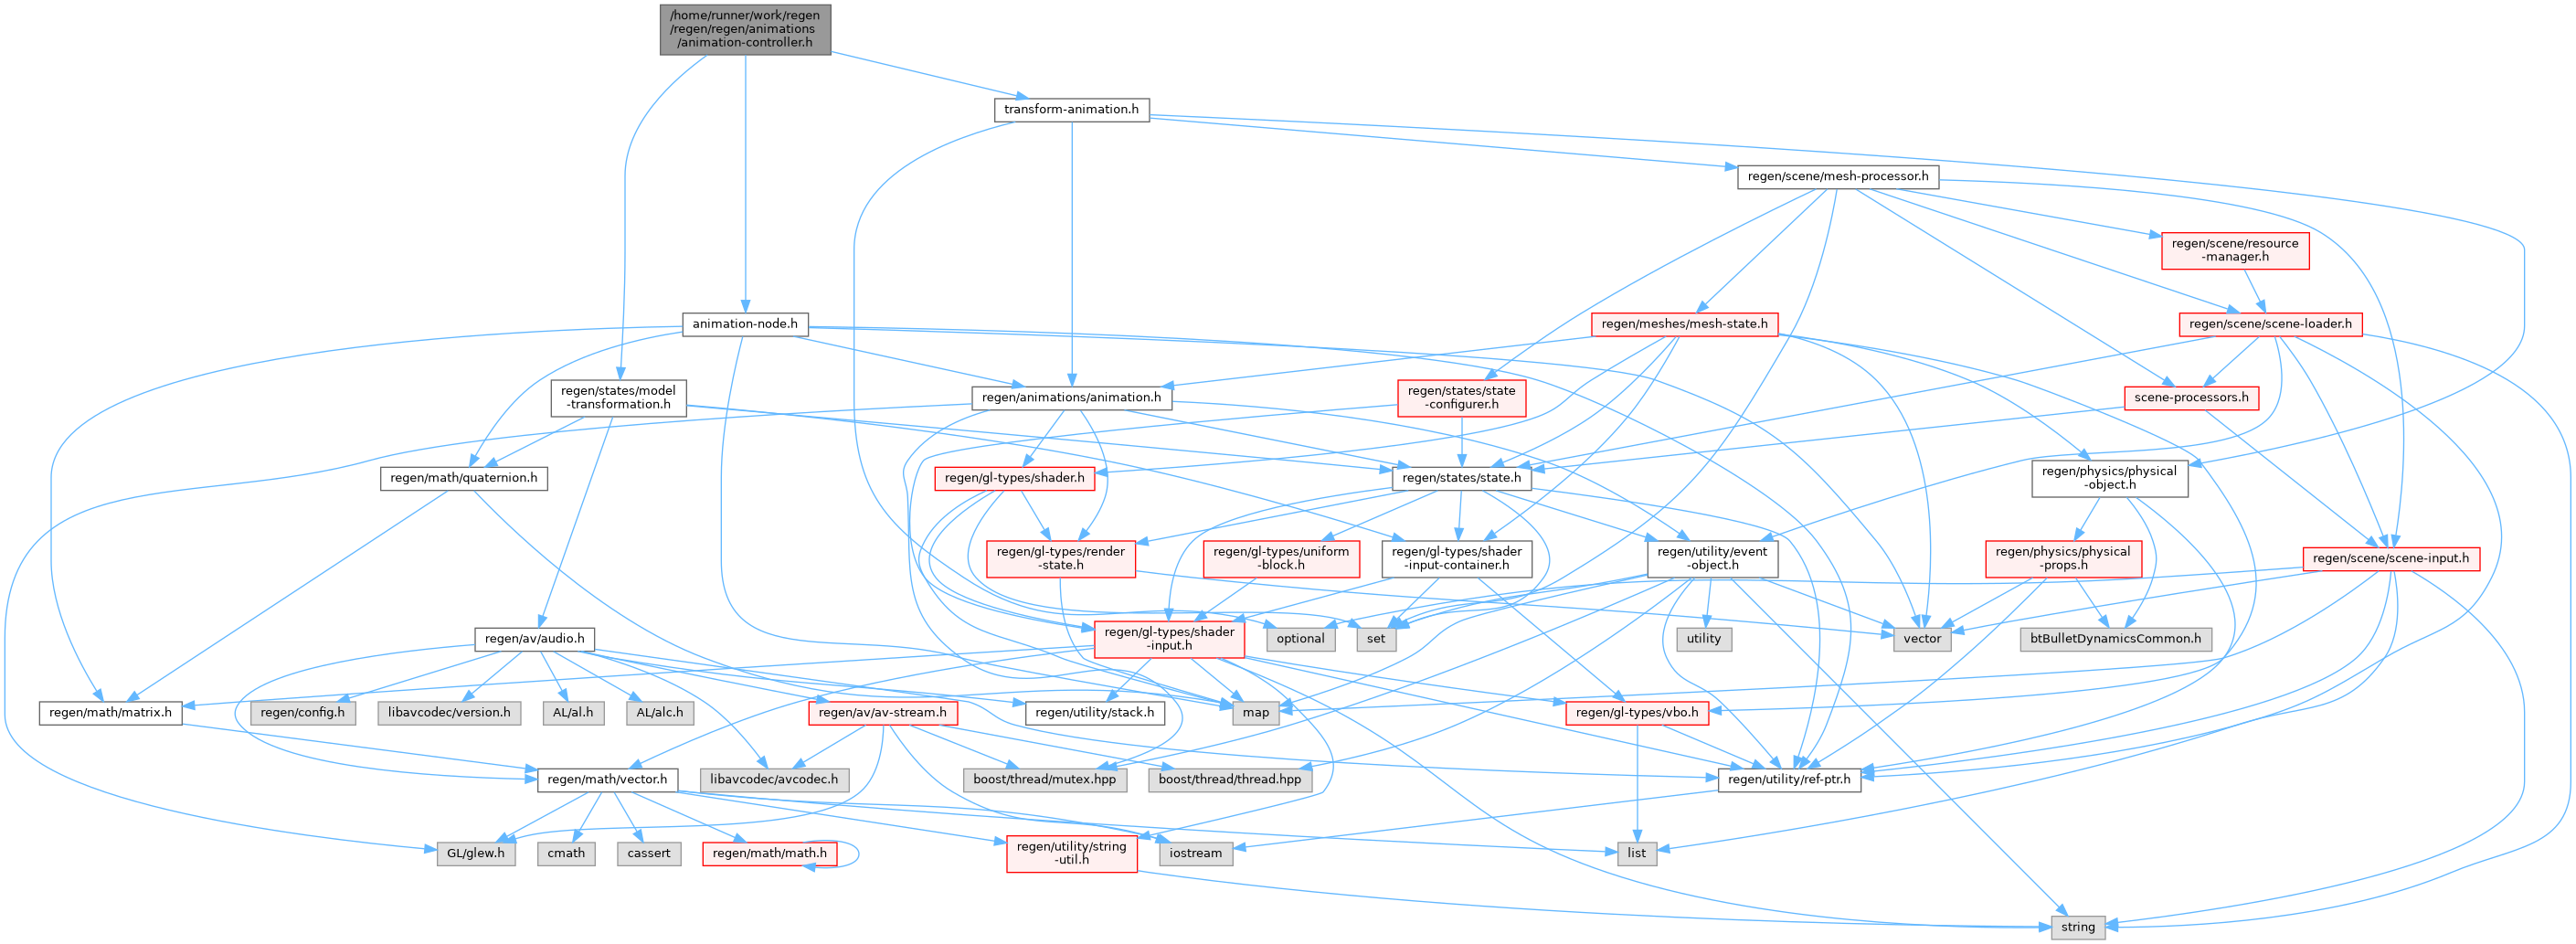 /home/runner/work/regen
/regen/regen/animations
/animation-controller.h
transform-animation.h
regen/scene/mesh-processor.h
regen/scene/resource
-manager.h
animation-node.h
regen/meshes/mesh-state.h
regen/scene/scene-loader.h
regen/states/model
-transformation.h
regen/animations/animation.h
regen/states/state
-configurer.h
scene-processors.h
regen/math/quaternion.h
regen/gl-types/shader.h
regen/states/state.h
regen/physics/physical
-object.h
regen/gl-types/render
-state.h
regen/gl-types/uniform
-block.h
regen/gl-types/shader
-input-container.h
regen/utility/event
-object.h
regen/physics/physical
-props.h
regen/scene/scene-input.h
regen/av/audio.h
regen/gl-types/shader
-input.h
optional
set
utility
vector
btBulletDynamicsCommon.h
regen/math/matrix.h
regen/config.h
libavcodec/version.h
AL/al.h
AL/alc.h
regen/av/av-stream.h
regen/utility/stack.h
map
regen/gl-types/vbo.h
regen/math/vector.h
libavcodec/avcodec.h
boost/thread/mutex.hpp
boost/thread/thread.hpp
regen/utility/ref-ptr.h
GL/glew.h
cmath
cassert
regen/math/math.h
regen/utility/string
-util.h
iostream
list
string